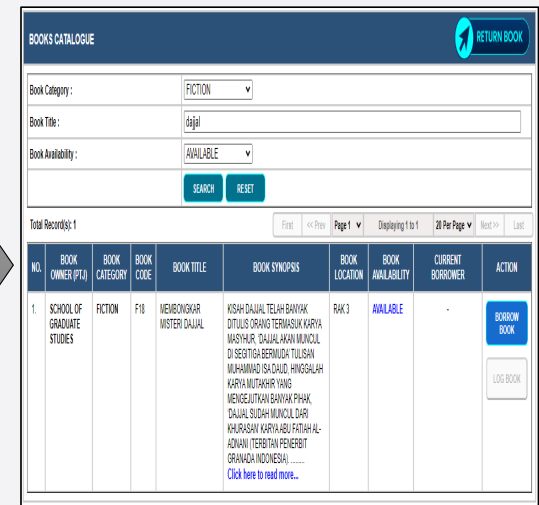 BOOKS CATALOGUE
RETURN BOOK
Book Category :
FICTION
Book Title :
dajjal
Book Availability :
AVAILABLE
SEARCH RESET
Total Record(s): 1
First << Prev Page 1 Displaying 1 to 1 20 Per Page Next >> Last
NO.
BOOK
OWNER (PTJ)
BOOK
CATEGORY
BOOK
CODE
BOOK TITLE
BOOK SYNOPSIS
BOOK
LOCATION
BOOK
AVAILABILITY
CURRENT
BORROWER
ACTION
1.
SCHOOL OF
GRADUATE
STUDIES
FICTION
F18
MEMBONGKAR
MISTERI DAJJAL
KISAH DAJJAL TELAH BANYAK
DITULIS ORANG TERMASUK KARYA
MASYHUR, 'DAJJAL AKAN MUNCUL
DI SEGITIGA BERMUDA' TULISAN
MUHAMMAD ISA DAUD, HINGGALAH
KARYA MUTAKHIR YANG
MENGEJUTKAN BANYAK PIHAK,
'DAJJAL SUDAH MUNCUL DARI
KHURASAN' KARYA ABU FATIAH AL-
ADNANI (TERBITAN PENERBIT
GRANADA INDONESIA)..........
Click here to read more...
RAK 3
AVAILABLE
-
BORROW
BOOK
LOG BOOK